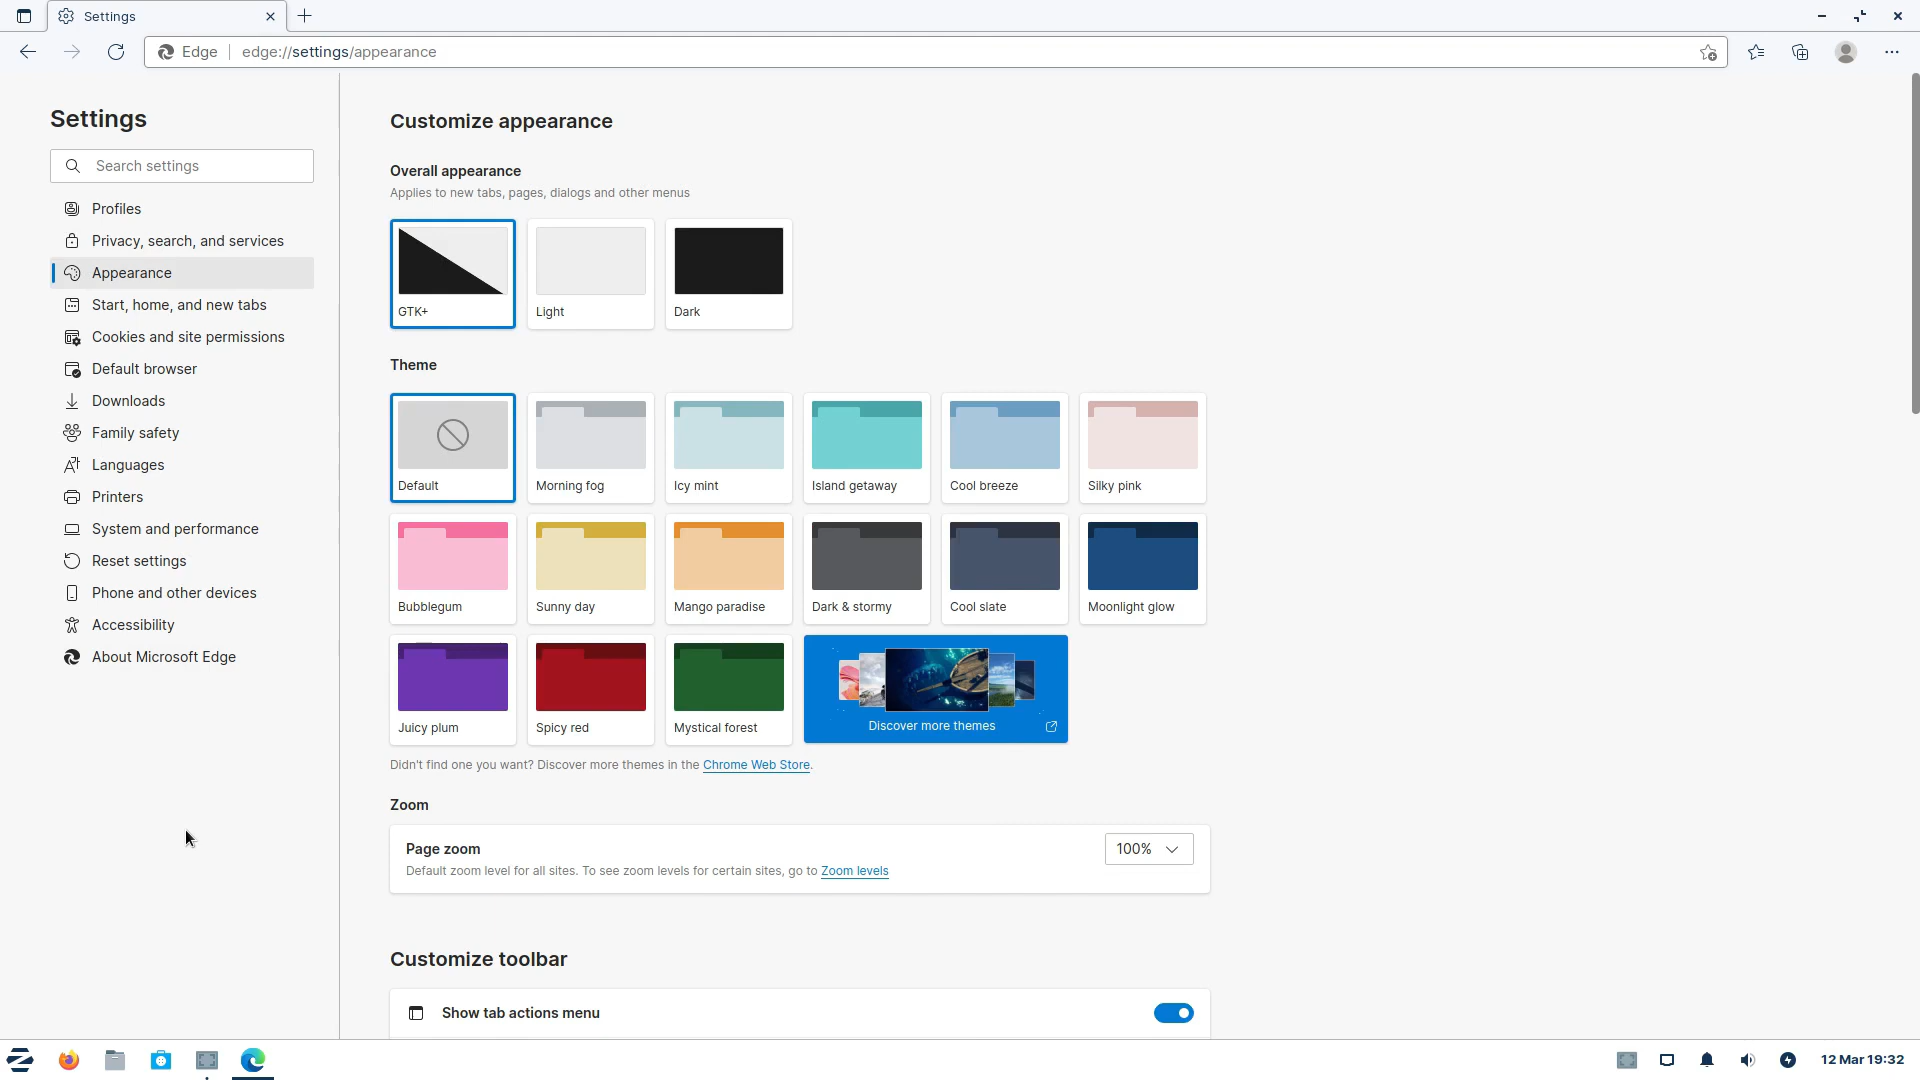 Settings
Edge
edge://settings/appearance
Settings
Search settings
Profiles
Privacy, search, and services
Appearance
Start, home, and new tabs
Cookies and site permissions
Default browser
Downloads
Family safety
Languages
Printers
System and performance
Reset settings
Phone and other devices
Accessibility
About Microsoft Edge
Customize appearance
Overall appearance
Applies to new tabs, pages, dialogs and other menus
GTK+
Light
Dark
Theme
Default
Morning fog
Icy mint
Island getaway
Cool breeze
Silky pink
Bubblegum
Sunny day
Mango paradise
Dark & stormy
Cool slate
Moonlight glow
Juicy plum
Spicy red
Mystical forest
Discover more themes
Didn't find one you want? Discover more themes in the Chrome Web Store.
Zoom
Page zoom
100%
Default zoom level for all sites. To see zoom levels for certain sites, go to Zoom levels
Customize toolbar
Show tab actions menu
12 Mar 19:32